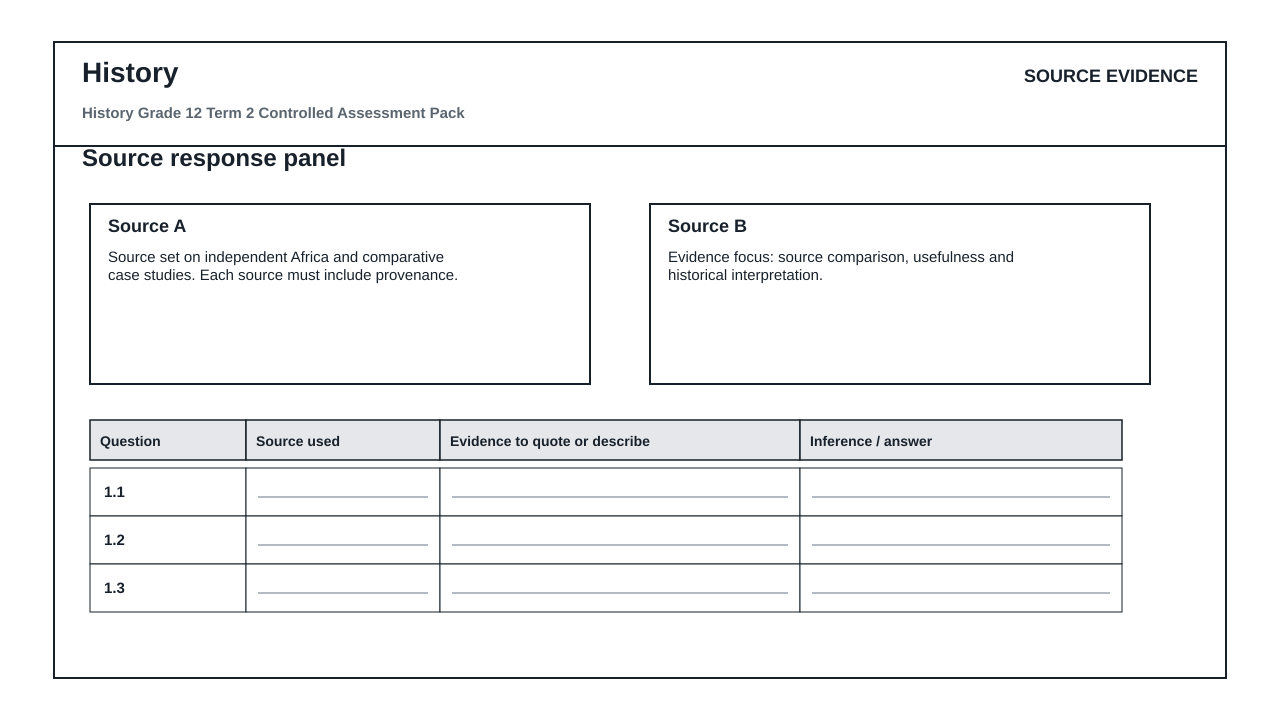 History
SOURCE EVIDENCE
History Grade 12 Term 2 Controlled Assessment Pack
Source response panel
Source A
Source set on independent Africa and comparative
case studies. Each source must include provenance.
Source B
Evidence focus: source comparison, usefulness and
historical interpretation.
Question Source used Evidence to quote or describe Inference / answer
1.1
1.2
1.3